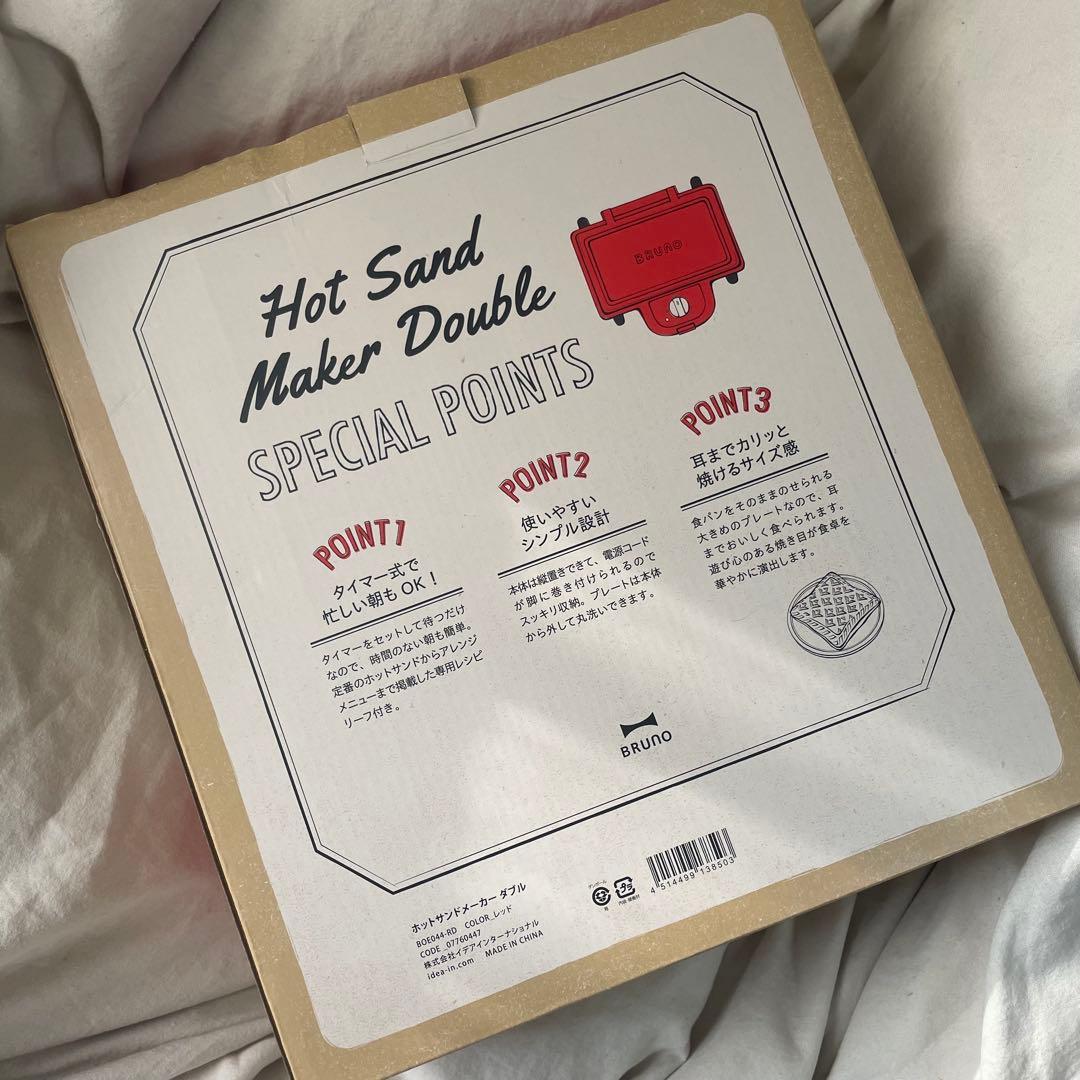 Hot Sand
Maker Double
SPECIAL POINTS
BRUNO
POINT1
タイマー式で
忙しい朝もOK！
タイマーをセットして待つだけ
なので、時間のない朝も簡単。
定番のホットサンドからアレンジ
メニューまで掲載した専用レシピ
リーフ付き。
POINT2
使いやすい
シンプル設計
本体は縦置きできて、電源コード
が脚に巻き付けられるので
スッキリ収納。プレートは本体
から外して丸洗いできます。
POINT3
耳までカリッと
焼けるサイズ感
食パンをそのままのせられる
大きめのプレートなので、耳
までおいしく食べられます。
遊び心のある焼き目が食卓を
華やかに演出します。
BRUNO
ホットサンドメーカー ダブル
BOE044-RD COLOR_レッド
CODE_07760447
株式会社イデアインターナショナル
idea-in.com MADE IN CHINA
ダンボール
箱
プラ
内袋 緩衝材
4 514499 138503